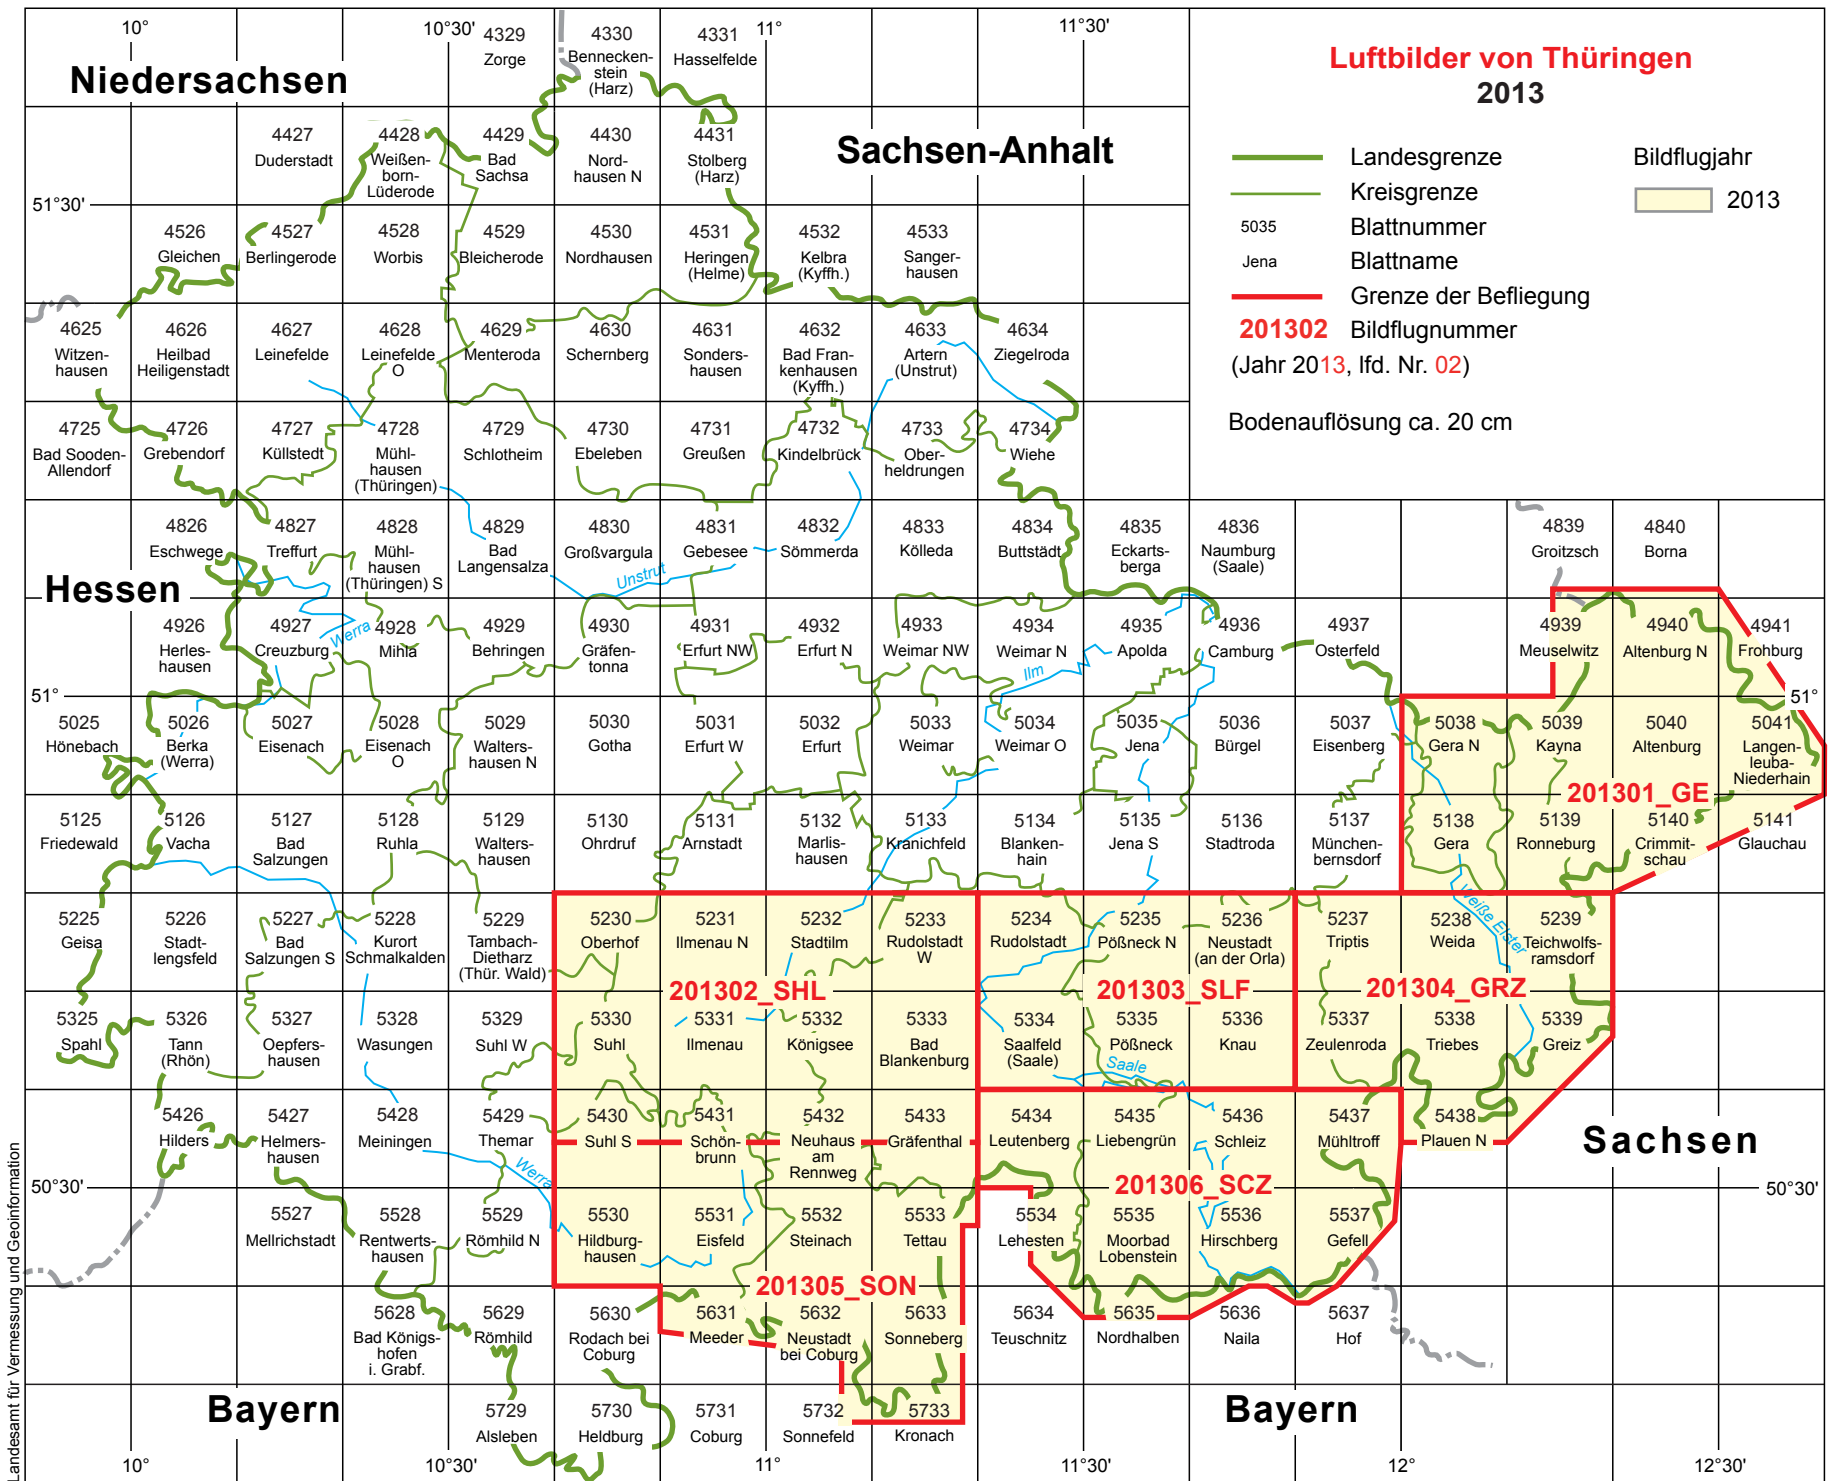 10°
10°30'
11°
11°30'
4329
Zorge
4330
Bennecken-
stein
(Harz)
4331
Hasselfelde
Niedersachsen
Luftbilder von Thüringen
2013
Landesgrenze
Kreisgrenze
5035
Blattnummer
Jena
Blattname
Grenze der Befliegung
201302
Bildflugnummer
(Jahr 2013, lfd. Nr. 02)
Bildflugjahr
2013
Bodenauflösung ca. 20 cm
4427
Duderstadt
4428
Weißen-
born-
Lüderode
4429
Bad
Sachsa
4430
Nord-
hausen N
4431
Stolberg
(Harz)
Sachsen-Anhalt
51°30'
4526
Gleichen
4527
Berlingerode
4528
Worbis
4529
Bleicherode
4530
Nordhausen
4531
Heringen
(Helme)
4532
Kelbra
(Kyffh.)
4533
Sanger-
hausen
4625
Witzen-
hausen
4626
Heilbad
Heiligenstadt
4627
Leinefelde
4628
Leinefelde
O
4629
Menteroda
4630
Schernberg
4631
Sonders-
hausen
4632
Bad Fran-
kenhausen
(Kyffh.)
4633
Artern
(Unstrut)
4634
Ziegelroda
4725
Bad Sooden-
Allendorf
4726
Grebendorf
4727
Küllstedt
4728
Mühl-
hausen
(Thüringen)
4729
Schlotheim
4730
Ebeleben
4731
Greußen
4732
Kindelbrück
4733
Ober-
heldrungen
4734
Wiehe
4826
Eschwege
4827
Treffurt
4828
Mühl-
hausen
(Thüringen) S
4829
Bad
Langensalza
4830
Großvargula
4831
Gebesee
4832
Sömmerda
4833
Kölleda
4834
Buttstädt
4835
Eckarts-
berga
4836
Naumburg
(Saale)
4839
Groitzsch
4840
Borna
Unstrut
Hessen
4926
Herles-
hausen
4927
Creuzburg
Werra
4928
Mihla
4929
Behringen
4930
Gräfen-
tonna
4931
Erfurt NW
4932
Erfurt N
4933
Weimar NW
4934
Weimar N
Ilm
4935
Apolda
4936
Camburg
4937
Osterfeld
4939
Meuselwitz
4940
Altenburg N
4941
Frohburg
51°
51°
5025
Hönebach
5026
Berka
(Werra)
5027
Eisenach
5028
Eisenach
O
5029
Walters-
hausen N
5030
Gotha
5031
Erfurt W
5032
Erfurt
5033
Weimar
5034
Weimar O
5035
Jena
5036
Bürgel
5037
Eisenberg
5038
Gera N
5039
Kayna
5040
Altenburg
5041
Langen-
leuba-
Niederhain
201301_GE
5125
Friedewald
5126
Vacha
5127
Bad
Salzungen
5128
Ruhla
5129
Walters-
hausen
5130
Ohrdruf
5131
Arnstadt
5132
Marlis-
hausen
5133
Kranichfeld
5134
Blanken-
hain
5135
Jena S
5136
Stadtroda
5137
München-
bernsdorf
5138
Gera
5139
Ronneburg
5140
Crimmit-
schau
5141
Glauchau
5225
Geisa
5226
Stadt-
lengsfeld
5227
Bad
Salzungen S
5228
Kurort
Schmalkalden
5229
Tambach-
Dietharz
(Thür. Wald)
5230
Oberhof
5231
Ilmenau N
5232
Stadtilm
5233
Rudolstadt
W
5234
Rudolstadt
5235
Pößneck N
5236
Neustadt
(an der Orla)
5237
Triptis
5238
Weida
Weiße Elster
5239
Teichwolfs-
ramsdorf
201302_SHL
201303_SLF
201304_GRZ
5325
Spahl
5326
Tann
(Rhön)
5327
Oepfers-
hausen
5328
Wasungen
5329
Suhl W
5330
Suhl
5331
Ilmenau
5332
Königsee
5333
Bad
Blankenburg
5334
Saalfeld
(Saale)
5335
Pößneck
Saale
5336
Knau
5337
Zeulenroda
5338
Triebes
5339
Greiz
5426
Hilders
5427
Helmers-
hausen
5428
Meiningen
5429
Themar
Werra
5430
Suhl S
5431
Schön-
brunn
5432
Neuhaus
am
Rennweg
5433
Gräfenthal
5434
Leutenberg
5435
Liebengrün
5436
Schleiz
5437
Mühltroff
5438
Plauen N
Sachsen
201306_SCZ
50°30'
50°30'
5527
Mellrichstadt
5528
Rentwerts-
hausen
5529
Römhild N
5530
Hildburg-
hausen
5531
Eisfeld
5532
Steinach
5533
Tettau
5534
Lehesten
5535
Moorbad
Lobenstein
5536
Hirschberg
5537
Gefell
201305_SON
5628
Bad Königs-
hofen
i. Grabf.
5629
Römhild
5630
Rodach bei
Coburg
5631
Meeder
5632
Neustadt
bei Coburg
5633
Sonneberg
5634
Teuschnitz
5635
Nordhalben
5636
Naila
5637
Hof
Bayern
5729
Alsleben
5730
Heldburg
5731
Coburg
5732
Sonnefeld
5733
Kronach
Bayern
10°
10°30'
11°
11°30'
12°
12°30'
Landesamt für Vermessung und Geoinformation